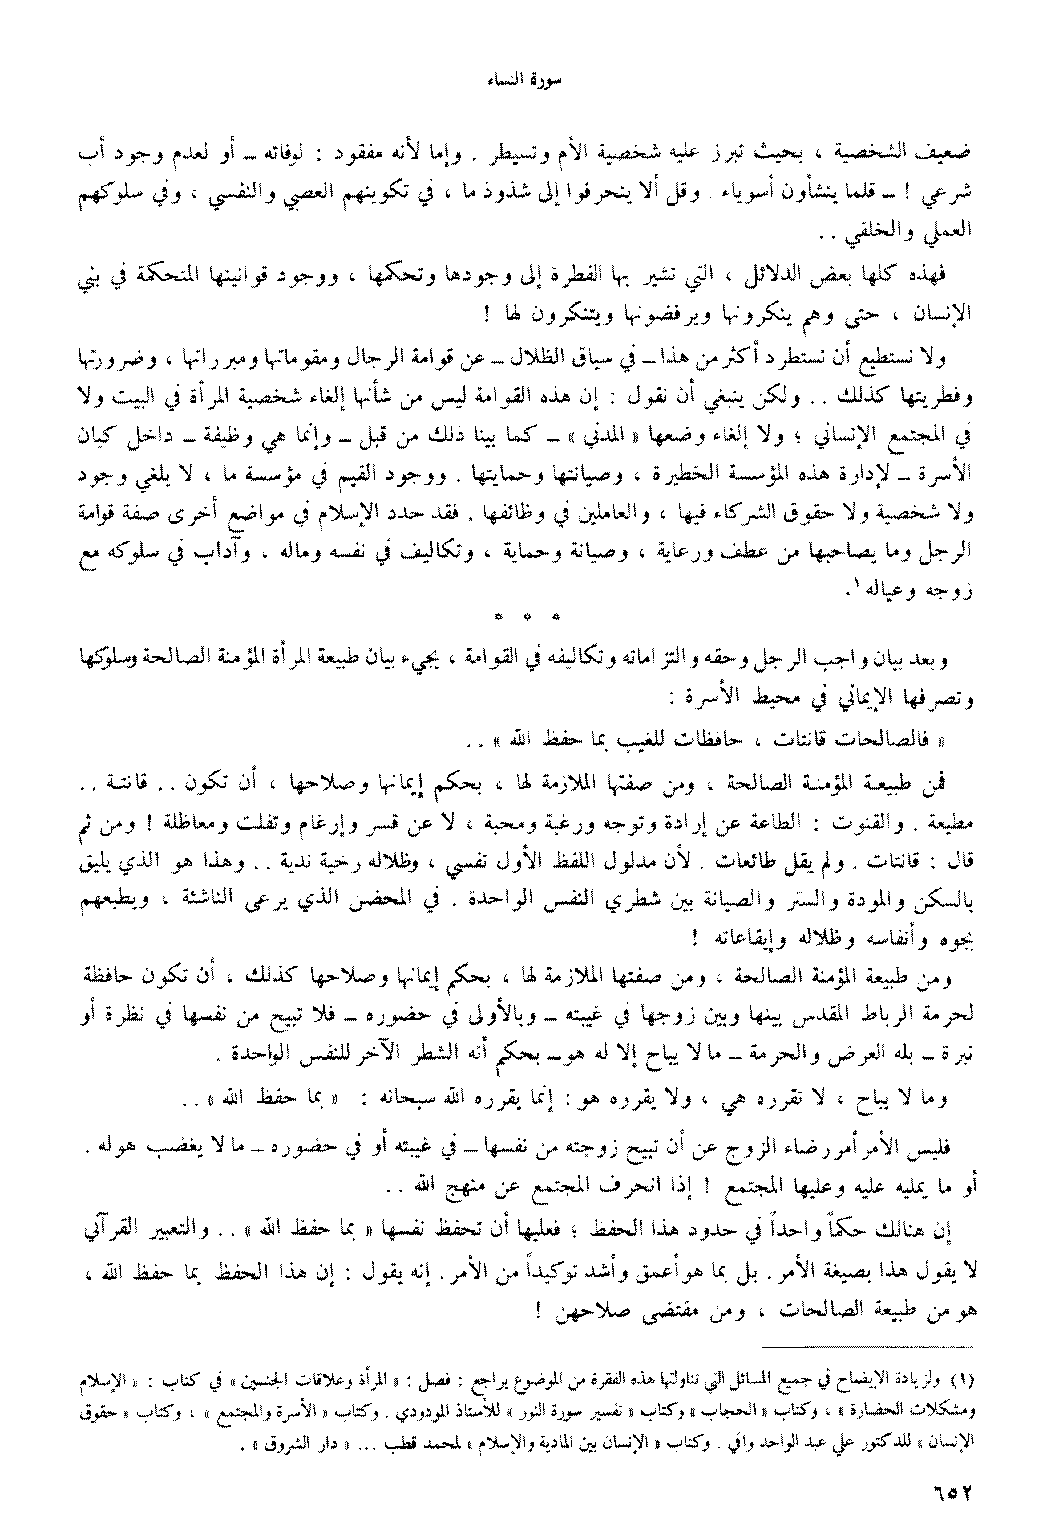 سورة النساء
ضعيف الشخصية ، بحيث تبرز عليه شخصية الأم وتسيطر . وإما لأنه مفقود : لوفاته – أو لعدم وجود أب
شرعي ! – قلما ينشأون أسوياء . وقل ألا ينحرفوا إلى شذوذ ما ، في تكوينهم العصبي والنفسي ، وفي سلوكهم
العملي والخلقي . .
فهذه كلها بعض الدلائل ، التي تشير بها الفطرة إلى وجودها وتحكمها ، ووجود قوانينها المتحكمة في بني
الإنسان ، حتى وهم ينكرونها ويرفضونها ويتنكرون لها !
ولا نستطيع أن نستطرد أكثر من هذا – في سياق الظلال – عن قوامة الرجال ومقوماتها ومبرراتها ، وضرورتها
وفطريتها كذلك . . ولكن ينبغي أن نقول : إن هذه القوامة ليس من شأنها إلغاء شخصية المرأة في البيت ولا
في المجتمع الإنساني ؛ ولا إلغاء وضعها « المدني » – كما بينا ذلك من قبل – وإنما هي وظيفة – داخل كيان
الأسرة – لإدارة هذه المؤسسة الخطيرة ، وصيانتها وحمايتها . ووجود القيم في مؤسسة ما ، لا يلغي وجود
ولا شخصية ولا حقوق الشركاء فيها ، والعاملين في وظائفها . فقد حدد الإسلام في مواضع أخرى صفة قوامة
الرجل وما يصاحبها من عطف ورعاية ، وصيانة وحماية ، وتكاليف في نفسه وماله ، وآداب في سلوكه مع
زوجه وعياله١.
* * *
وبعد بيان واجب الرجل وحقه والتزاماته وتكاليفه في القوامة ، يجيء بيان طبيعة المرأة المؤمنة الصالحة وسلوكها
وتصرفها الإيماني في محيط الأسرة :
« فالصالحات قانتات ، حافظات للغيب بما حفظ الله » . .
فمن طبيعة المؤمنة الصالحة ، ومن صفتها الملازمة لها ، بحكم إيمانها وصلاحها ، أن تكون . . قانتة . .
مطيعة . والقنوت : الطاعة عن إرادة وتوجه ورغبة ومحبة ، لا عن قسر وإرغام وتفلت ومعاظلة ! ومن ثم
قال : قانتات . ولم يقل طائعات . لأن مدلول اللفظ الأول نفسي ، وظلاله رخية ندية . . وهذا هو الذي يليق
بالسكن والمودة والستر والصيانة بين شطري النفس الواحدة . في المحضن الذي يرعى الناشئة ، ويطبعهم
بجوه وأنفاسه وظلاله وإيقاعاته !
ومن طبيعة المؤمنة الصالحة ، ومن صفتها الملازمة لها ، بحكم إيمانها وصلاحها كذلك ، أن تكون حافظة
لحرمة الرباط المقدس بينها وبين زوجها في غيبته – وبالأولى في حضوره – فلا تبيح من نفسها في نظرة أو
نبرة – بله العرض والحرمة – ما لا يباح إلا له هو – بحكم أنه الشطر الآخر للنفس الواحدة .
وما لا يباح ، لا تقرره هي ، ولا يقرره هو : إنما يقرره الله سبحانه : « بما حفظ الله » . .
فليس الأمر أمر رضاء الزوج عن أن تبيح زوجته من نفسها – في غيبته أو في حضوره – ما لا يغضب هو له .
أو ما يمليه عليه وعليها المجتمع ! إذا انحرف المجتمع عن منهج الله . .
إن هنالك حكماً واحداً في حدود هذا الحفظ ؛ فعليها أن تحفظ نفسها « بما حفظ الله » . . والتعبير القرآني
لا يقول هذا بصيغة الأمر . بل بما هو أعمق وأشد توكيداً من الأمر . إنه يقول : إن هذا الحفظ بما حفظ الله ،
هو من طبيعة الصالحات ، ومن مقتضى صلاحهن !
(١) ولزيادة الإيضاح في جميع المسائل التي تناولتها هذه الفقرة من الموضوع يراجع : فصل : « المرأة وعلاقات الجنسين » في كتاب : « الإسلام
ومشكلات الحضارة » ، وكتاب « الحجاب » وكتاب « تفسير سورة النور » للأستاذ المودودي . وكتاب « الأسرة والمجتمع » ، وكتاب « حقوق
الإنسان » للدكتور علي عبد الواحد وافي . وكتاب « الإنسان بين المادية والإسلام » لمحمد قطب ... « دار الشروق » .
٦٥٢